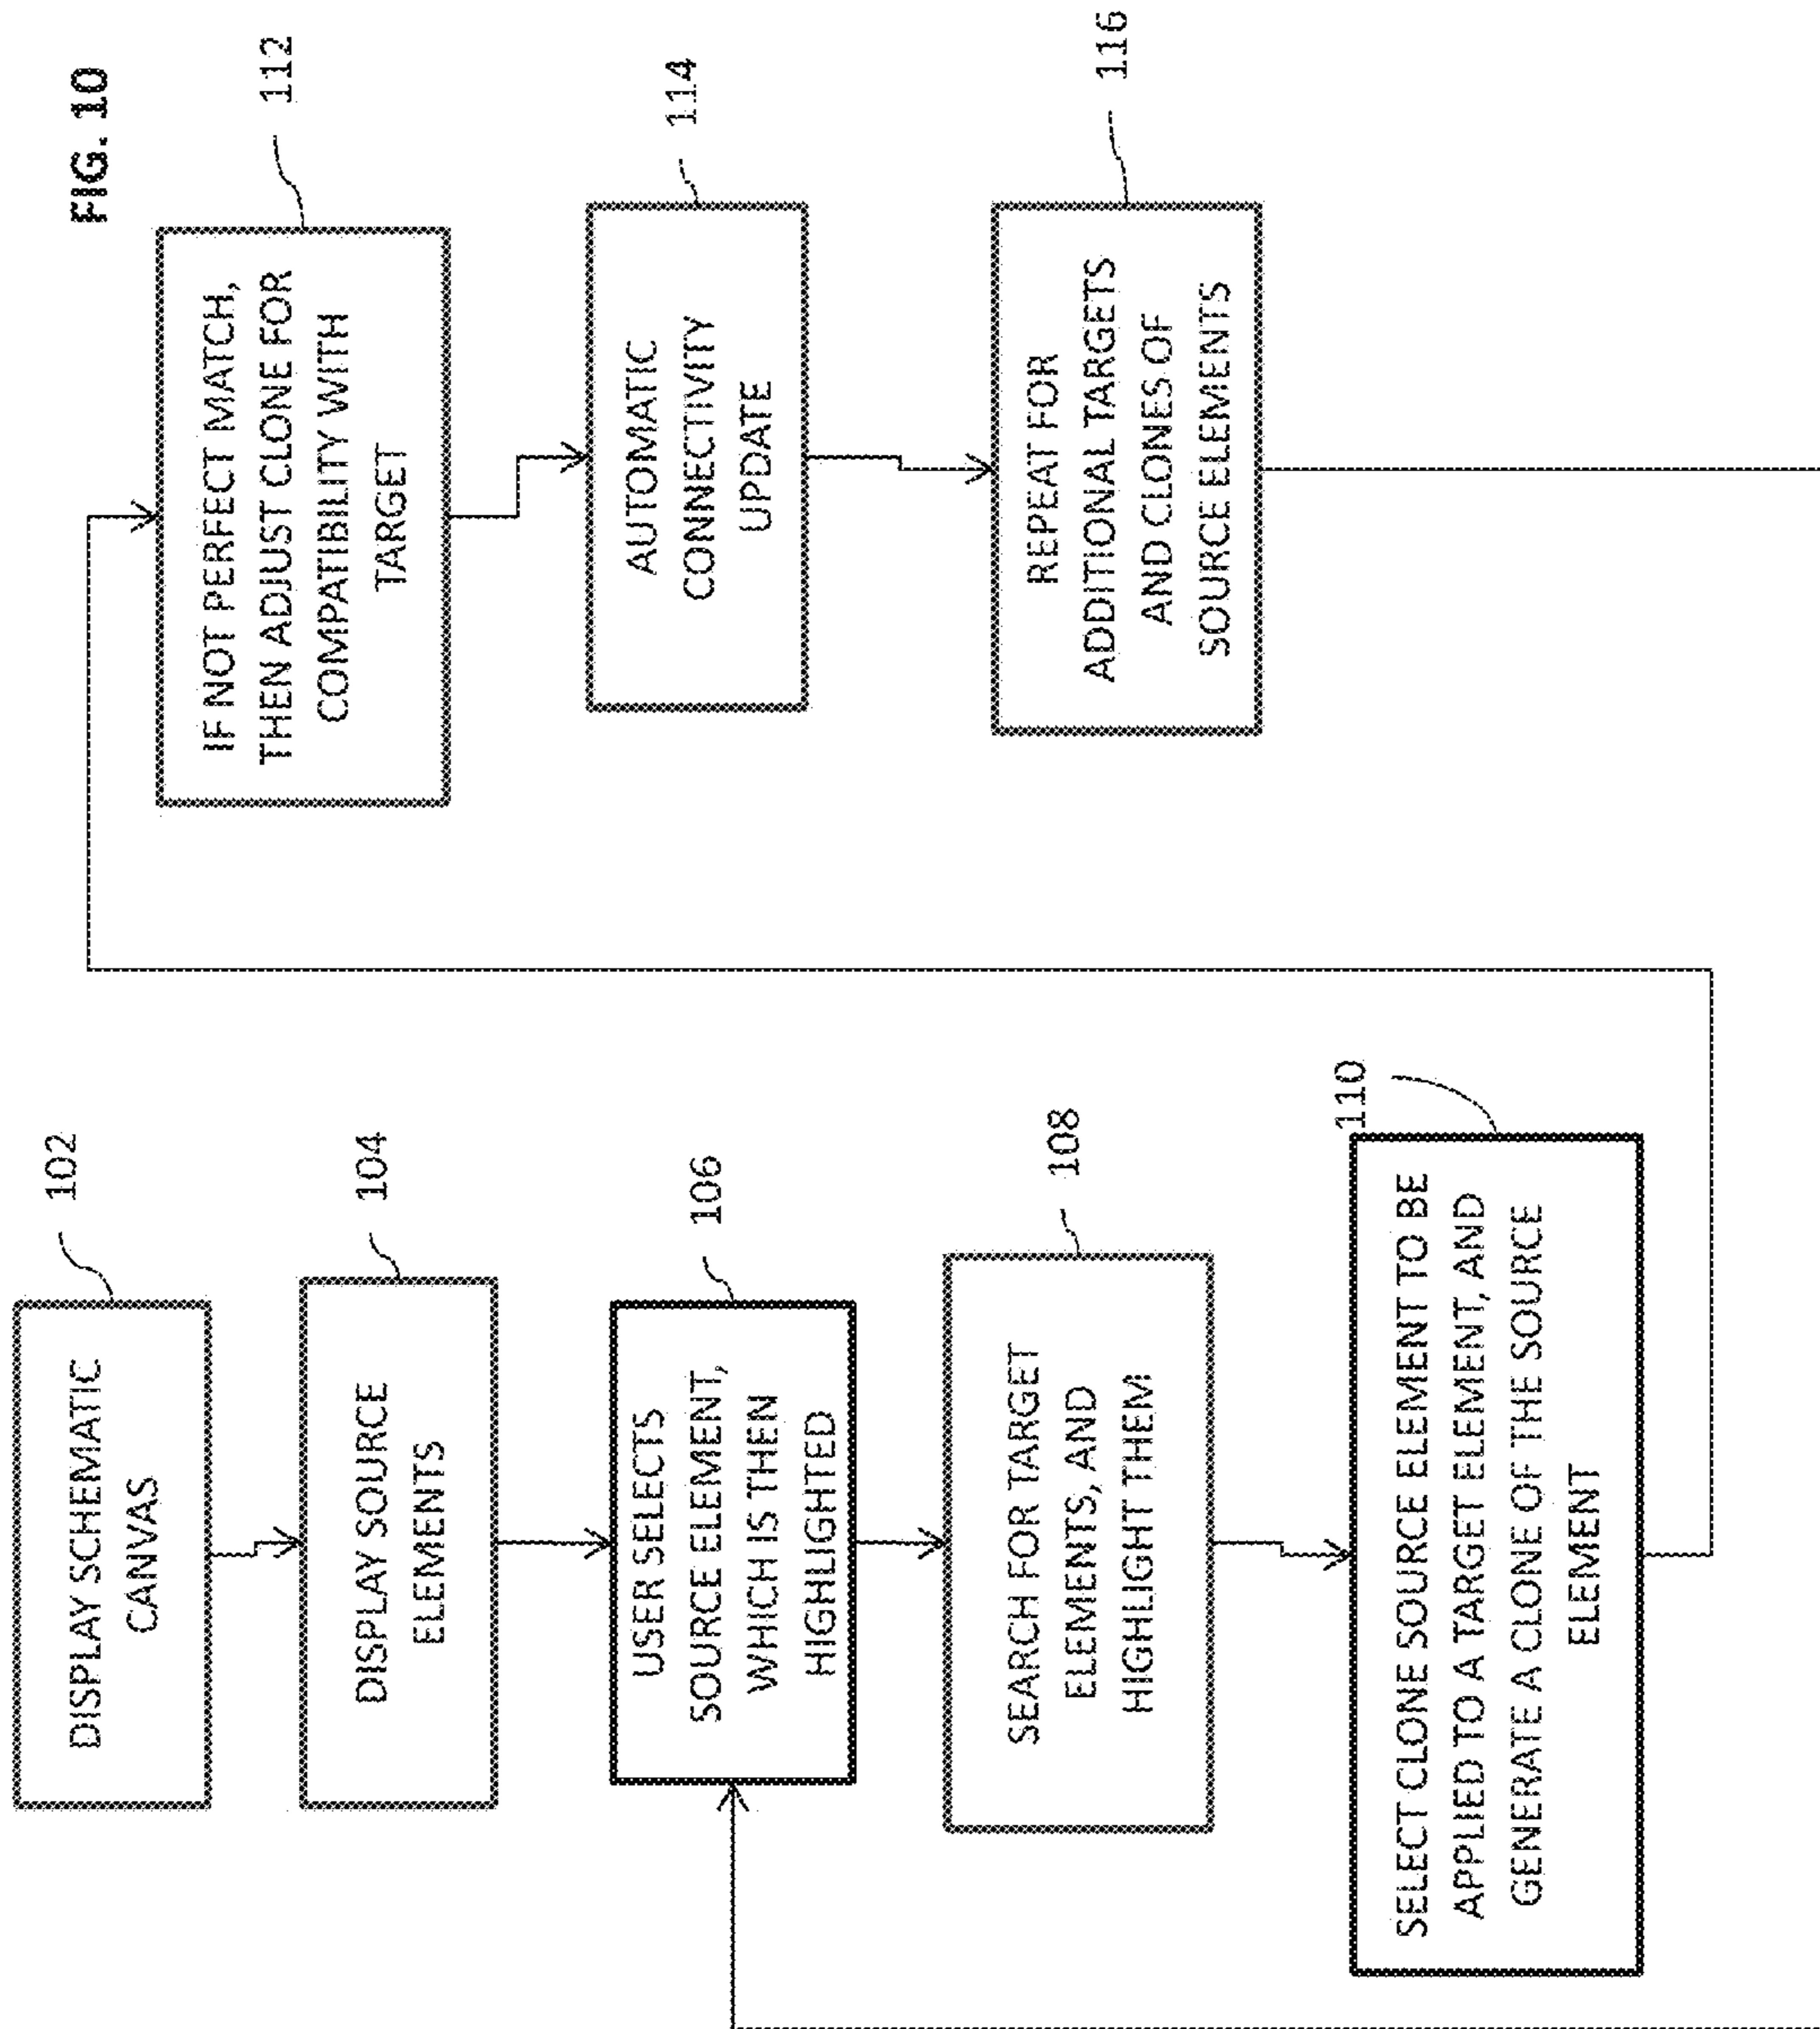 FIG. 10
DISPLAY SCHEMATIC
CANVAS
102
DISPLAY SOURCE
ELEMENTS
104
USER SELECTS
SOURCE ELEMENT,
WHICH IS THEN
HIGHLIGHTED
106
SEARCH FOR TARGET
ELEMENTS, AND
HIGHLIGHT THEM
108
SELECT CLONE SOURCE ELEMENT TO BE
APPLIED TO A TARGET ELEMENT, AND
GENERATE A CLONE OF THE SOURCE
ELEMENT
110
IF NOT PERFECT MATCH,
THEN ADJUST CLONE FOR
COMPATIBILITY WITH
TARGET
112
AUTOMATIC
CONNECTIVITY
UPDATE
114
REPEAT FOR
ADDITIONAL TARGETS
AND CLONES OF
SOURCE ELEMENTS
116